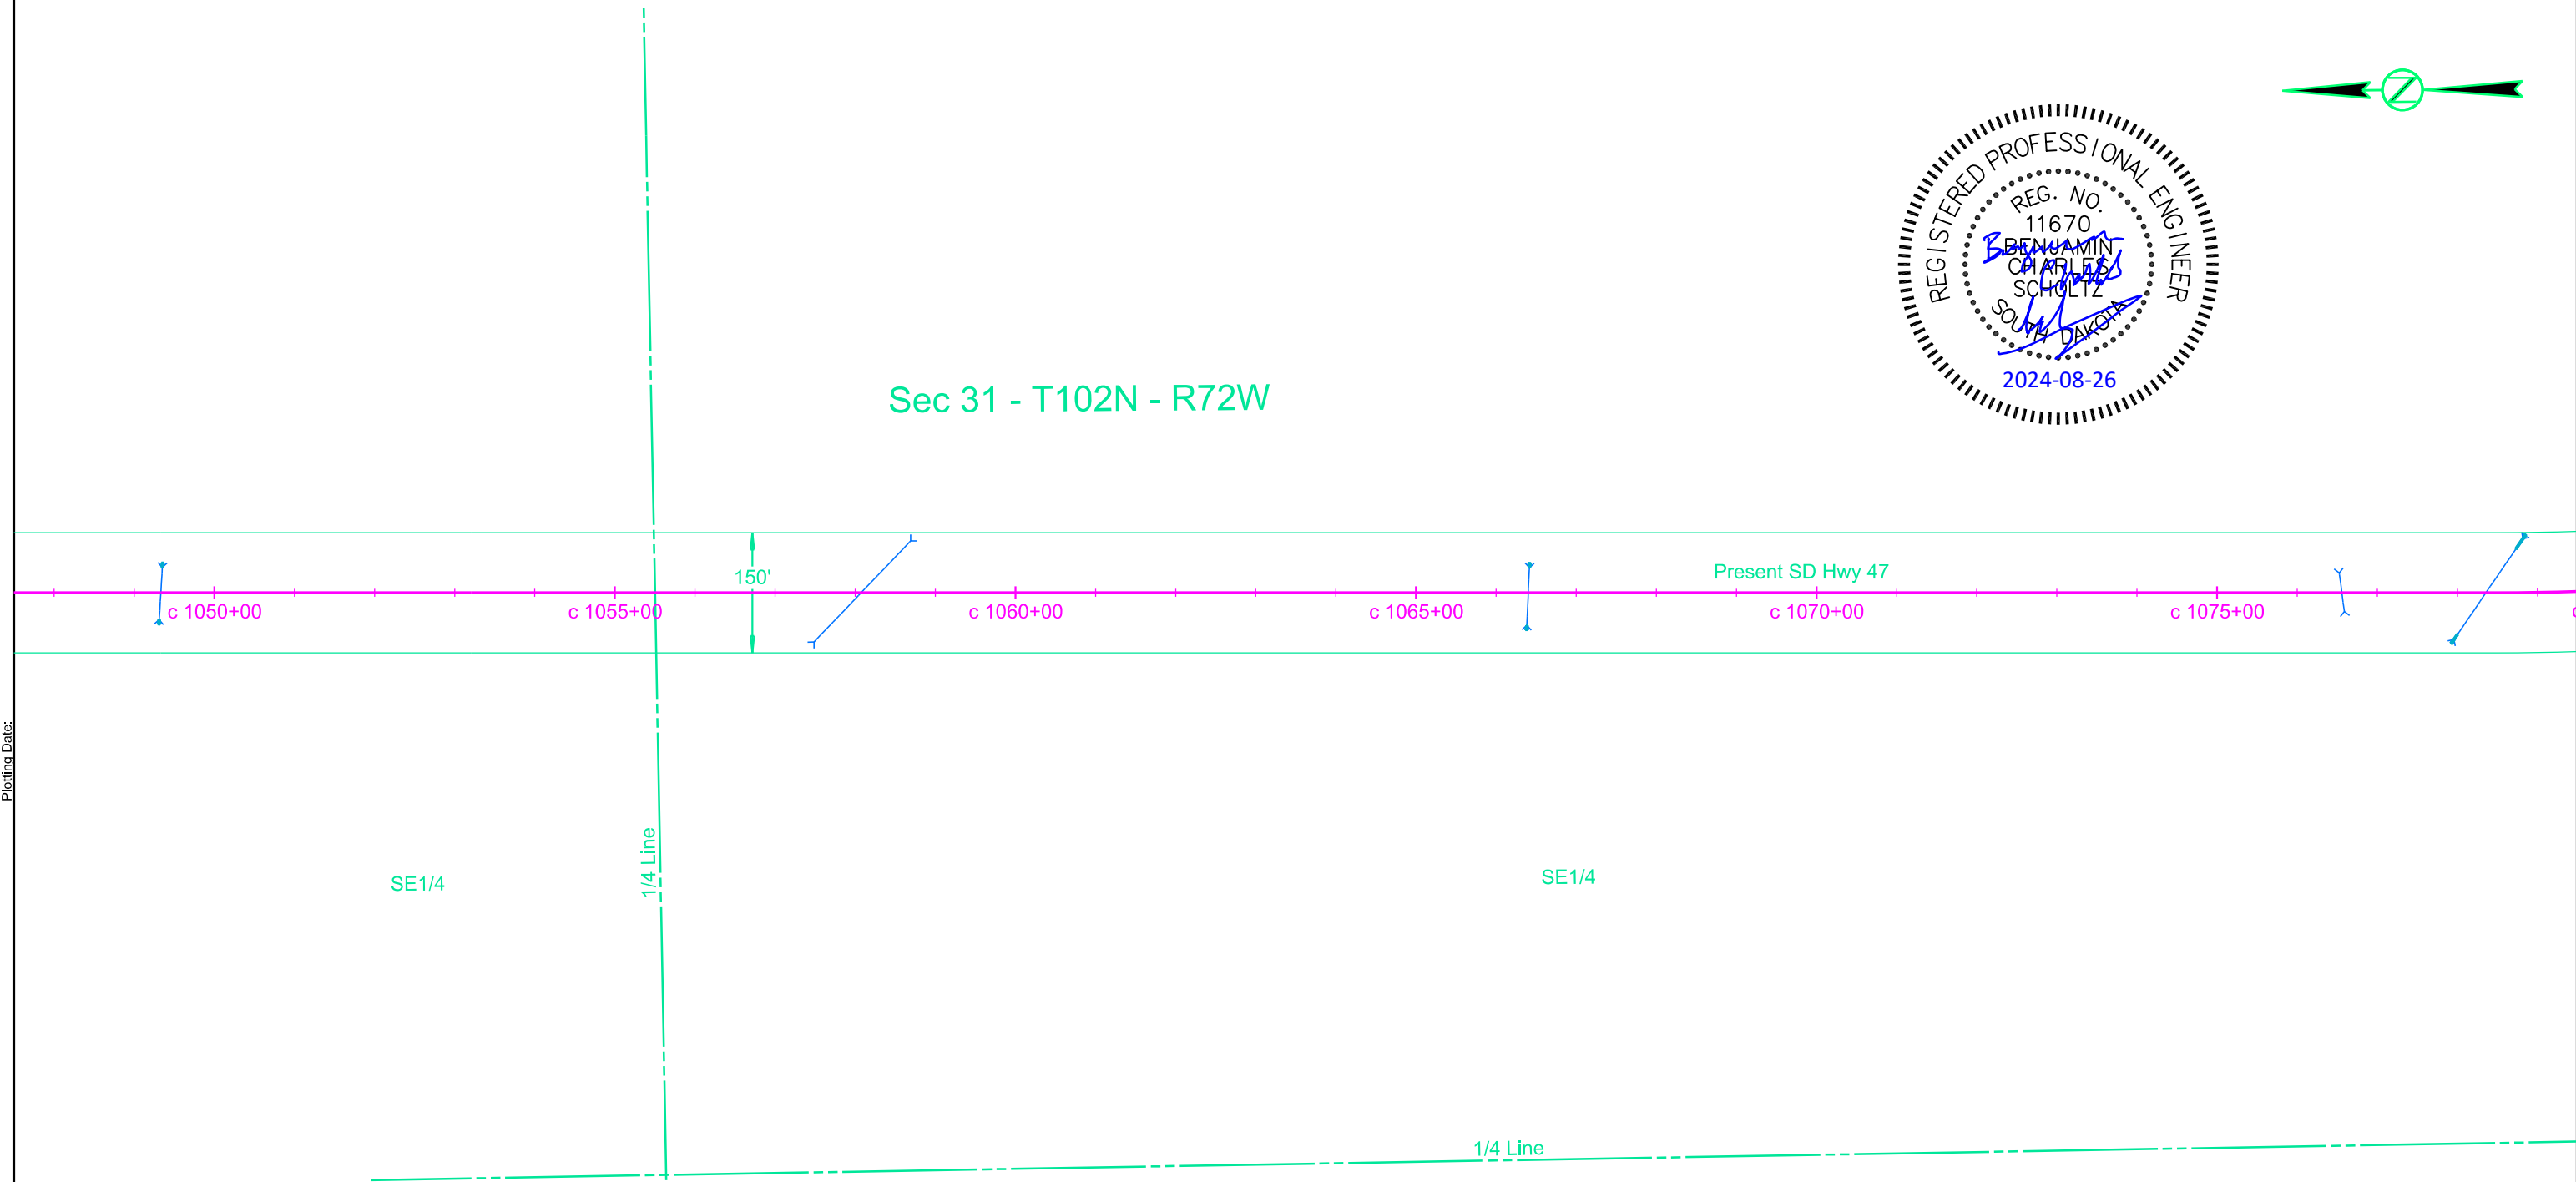 REGISTERED PROFESSIONAL ENGINEER
REG. NO.
11670
BENJAMIN
CHARLES
SCHOLTZ
SOUTH DAKOTA
2024-08-26
Sec 31 - T102N - R72W
150'
Present SD Hwy 47
c 1050+00
c 1055+00
c 1060+00
c 1065+00
c 1070+00
c 1075+00
Plotting Date:
1/4 Line
SE1/4
SE1/4
1/4 Line